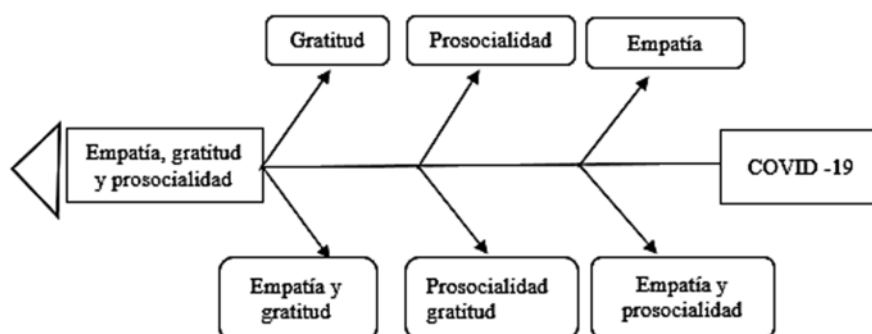 Gratitud
Prosocialidad
Empatía
Empatía, gratitud
y prosocialidad
COVID -19
Empatía y
gratitud
Prosocialidad
gratitud
Empatía y
prosocialidad